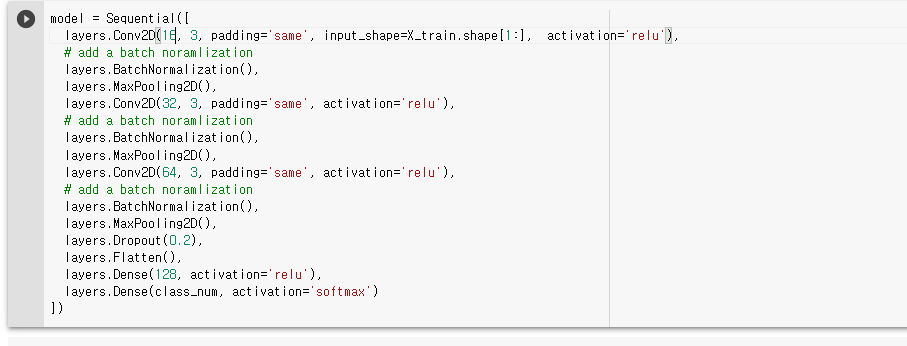 model = Sequential([
  layers.Conv2D(16, 3, padding='same', input_shape=X_train.shape[1:],  activation='relu'),
  # add a batch noramlization
  layers.BatchNormalization(),
  layers.MaxPooling2D(),
  layers.Conv2D(32, 3, padding='same', activation='relu'),
  # add a batch noramlization
  layers.BatchNormalization(),
  layers.MaxPooling2D(),
  layers.Conv2D(64, 3, padding='same', activation='relu'),
  # add a batch noramlization
  layers.BatchNormalization(),
  layers.MaxPooling2D(),
  layers.Dropout(0.2),
  layers.Flatten(),
  layers.Dense(128, activation='relu'),
  layers.Dense(class_num, activation='softmax')
])